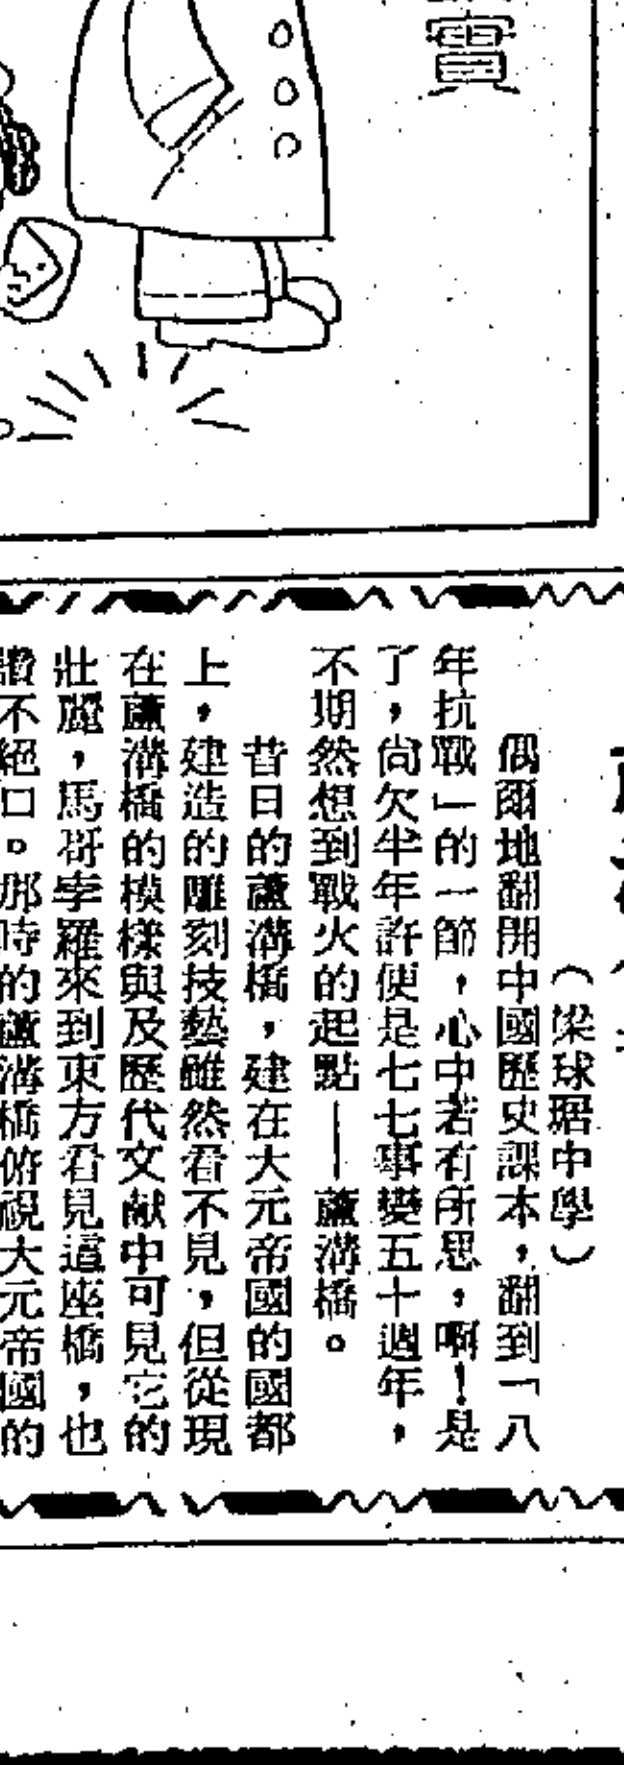 實
(梁球琚中學)
偶爾地翻開中國歷史課本,翻到「八
年抗戰」的一節,心中若有所思,啊!是
了,尚欠半年許便是七七事變五十週年,
不期然想到戰火的起點——蘆溝橋。
昔日的蘆溝橋,建在大元帝國的國都
上,建造的雕刻技藝雖然看不見,但從現
在蘆溝橋的模樣與及歷代文獻中可見它的
壯麗,馬哥孛羅來到東方看見這座橋,也
讚不絕口。那時的蘆溝橋俯視大元帝國的